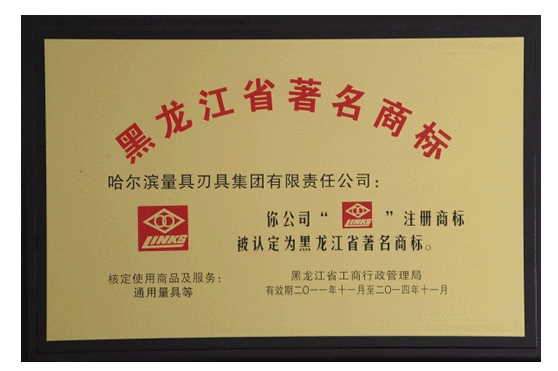 黑龙江省著名商标
哈尔滨量具刃具集团有限责任公司：
LINKS
你公司“ LINKS ”注册商标
被认定为黑龙江省著名商标。
核定使用商品及服务：
通用量具等
黑龙江省工商行政管理局
有效期二〇一一年十一月至二〇一四年十一月